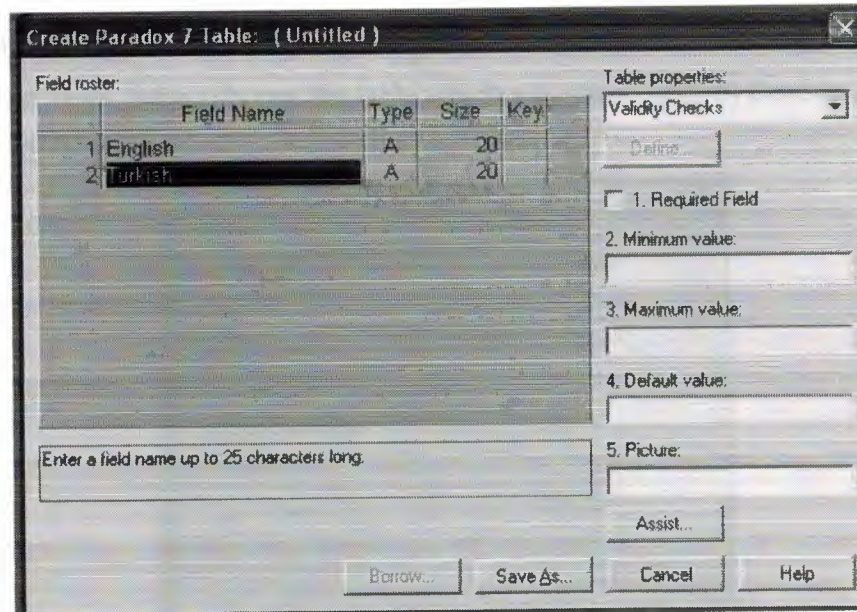 Create Paradox 7 Table: ( Untitled )
Field roster:
Field Name Type Size Key
1 English A 20
2 Turkish A 20
Enter a field name up to 25 characters long.
Table properties:
Validity Checks
Define...
1. Required Field
2. Minimum value:
3. Maximum value:
4. Default value:
5. Picture:
Assist...
Borrow... Save As... Cancel Help